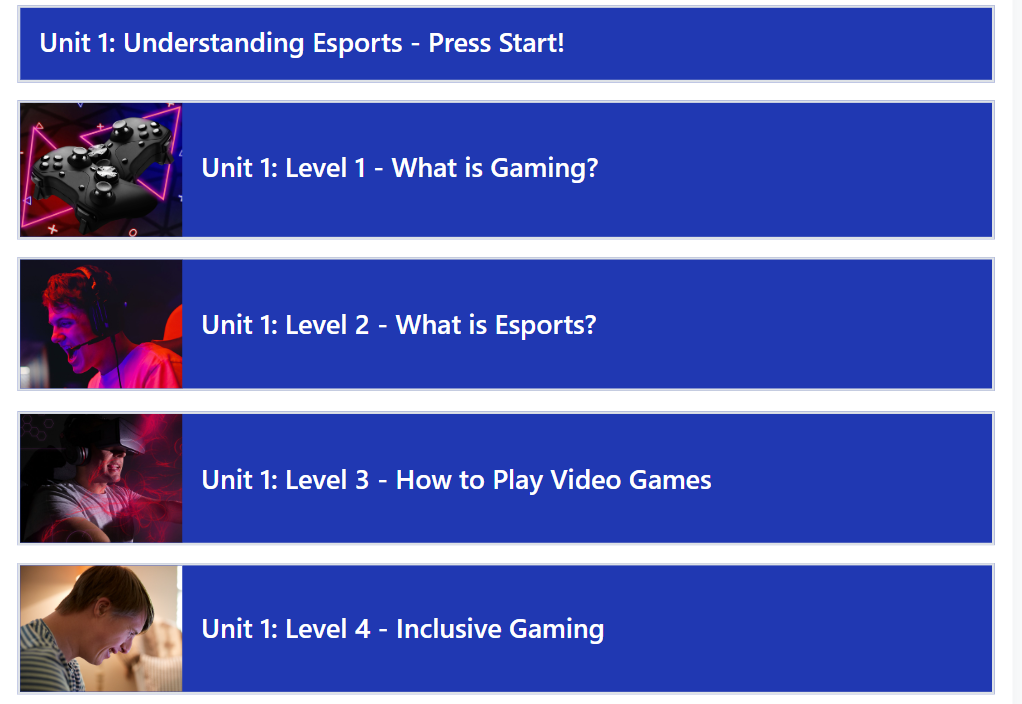 Unit 1: Understanding Esports - Press Start!
Unit 1: Level 1 - What is Gaming?
Unit 1: Level 2 - What is Esports?
Unit 1: Level 3 - How to Play Video Games
Unit 1: Level 4 - Inclusive Gaming